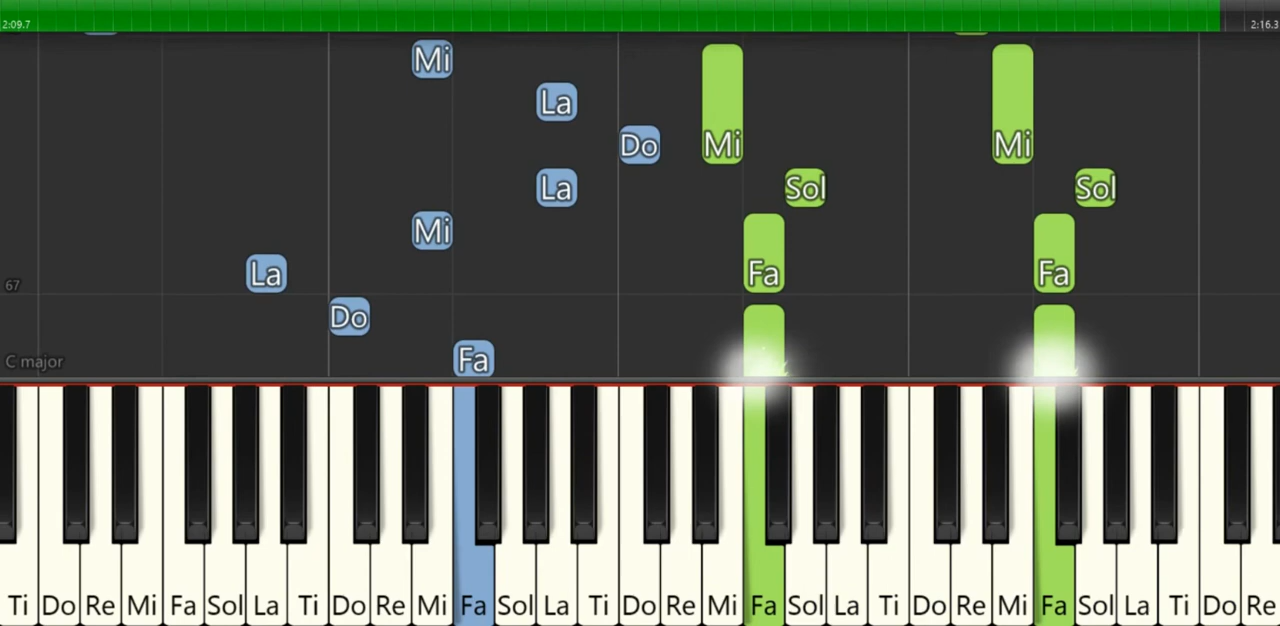 2:09.7 2:16.3
Mi
La
Do Mi Mi
La Sol Sol
Mi
La Fa Fa
67
Do
C major Fa
Ti Do Re Mi Fa Sol La Ti Do Re Mi Fa Sol La Ti Do Re Mi Fa Sol La Ti Do Re Mi Fa Sol La Ti Do Re